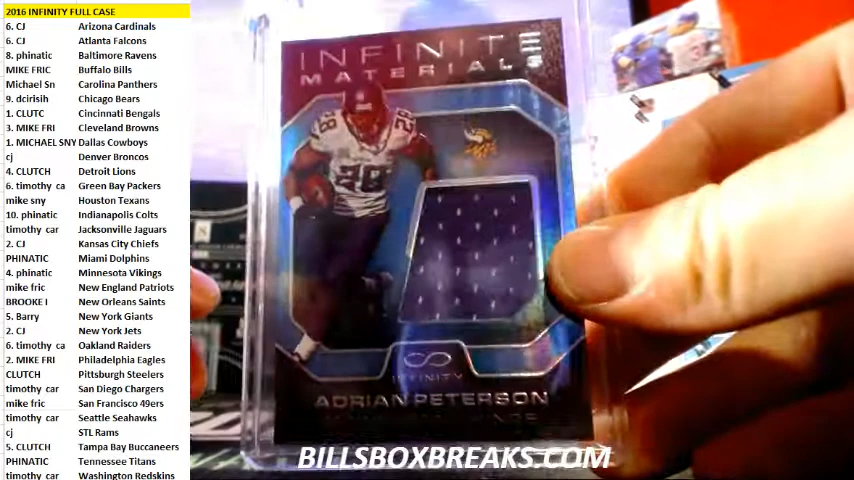 2016 INFINITY FULL CASE
6. CJ Arizona Cardinals
6. CJ Atlanta Falcons
8. phinatic Baltimore Ravens
MIKE FRIC Buffalo Bills
Michael Sn Carolina Panthers
9. dcirisih Chicago Bears
1. CLUTC Cincinnati Bengals
3. MIKE FRI Cleveland Browns
1. MICHAEL SNY Dallas Cowboys
cj Denver Broncos
4. CLUTCH Detroit Lions
6. timothy ca Green Bay Packers
mike sny Houston Texans
10. phinatic Indianapolis Colts
timothy car Jacksonville Jaguars
2. CJ Kansas City Chiefs
PHINATIC Miami Dolphins
4. phinatic Minnesota Vikings
mike fric New England Patriots
BROOKE I New Orleans Saints
5. Barry New York Giants
2. CJ New York Jets
6. timothy ca Oakland Raiders
2. MIKE FRI Philadelphia Eagles
CLUTCH Pittsburgh Steelers
timothy car San Diego Chargers
mike fric San Francisco 49ers
timothy car Seattle Seahawks
cj STL Rams
5. CLUTCH Tampa Bay Buccaneers
PHINATIC Tennessee Titans
timothy car Washington Redskins
INFINITE
MATERIALS
28
28
28
INFINITY
ADRIAN PETERSON
BILLSBOXBREAKS.COM